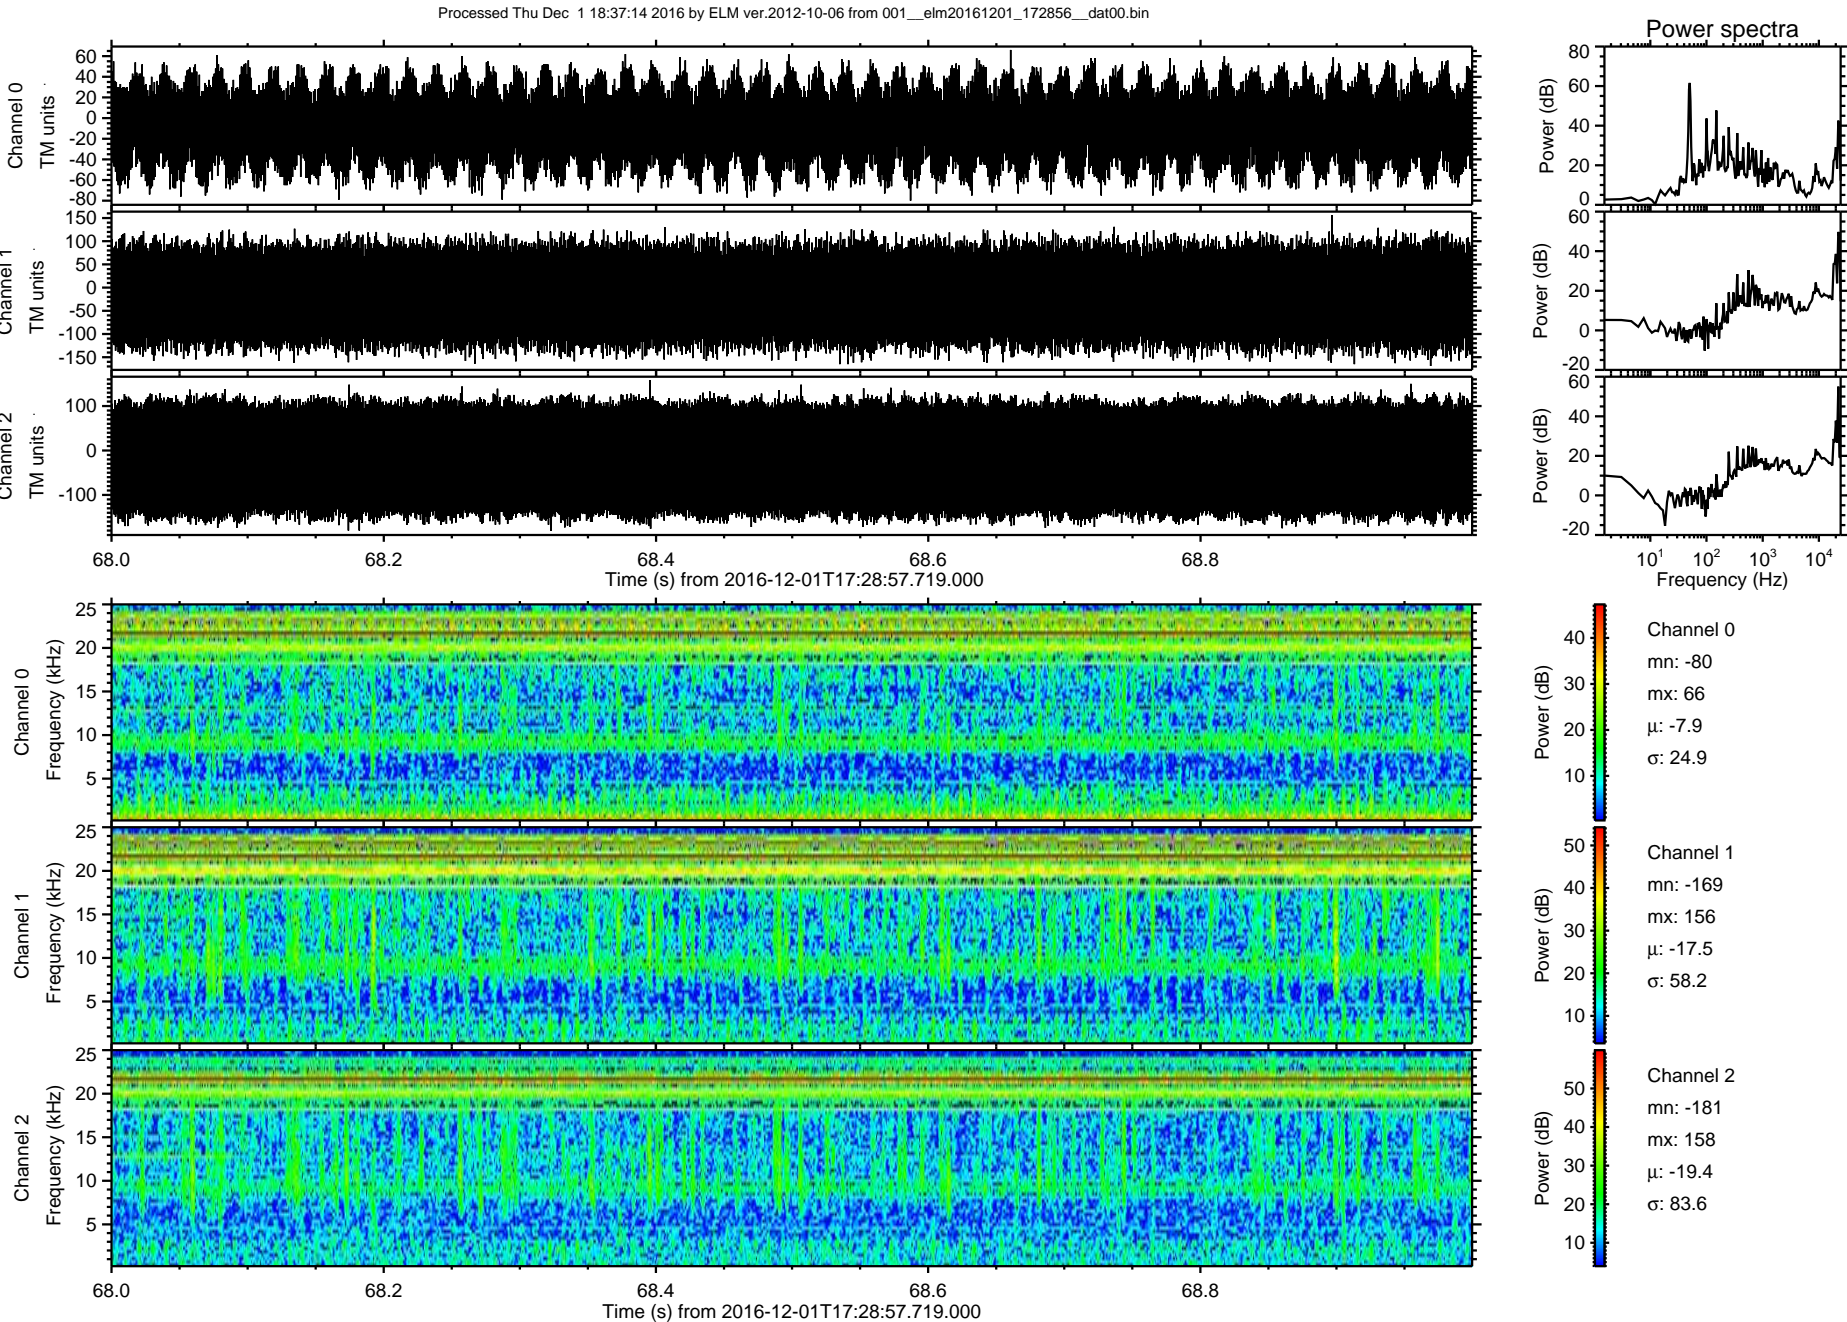 Processed Thu Dec  1 18:37:14 2016 by ELM ver.2012-10-06 from 001__elm20161201_172856__dat00.bin
Power spectra
Channel 0
TM units
60
40
20
0
-20
-40
-60
-80
Power (dB)
80
60
40
20
0
Channel 1
TM units
150
100
50
0
-50
-100
-150
Power (dB)
60
40
20
0
-20
Channel 2
TM units
100
0
-100
Power (dB)
60
40
20
0
-20
68.0 68.2 68.4 68.6 68.8
Time (s) from 2016-12-01T17:28:57.719.000
10^1 10^2 10^3 10^4
Frequency (Hz)
Channel 0
Frequency (kHz)
25
20
15
10
5
Power (dB)
40
30
20
10
Channel 0
mn: -80
mx: 66
μ: -7.9
σ: 24.9
Channel 1
Frequency (kHz)
25
20
15
10
5
Power (dB)
50
40
30
20
10
Channel 1
mn: -169
mx: 156
μ: -17.5
σ: 58.2
Channel 2
Frequency (kHz)
25
20
15
10
5
Power (dB)
50
40
30
20
10
Channel 2
mn: -181
mx: 158
μ: -19.4
σ: 83.6
68.0 68.2 68.4 68.6 68.8
Time (s) from 2016-12-01T17:28:57.719.000